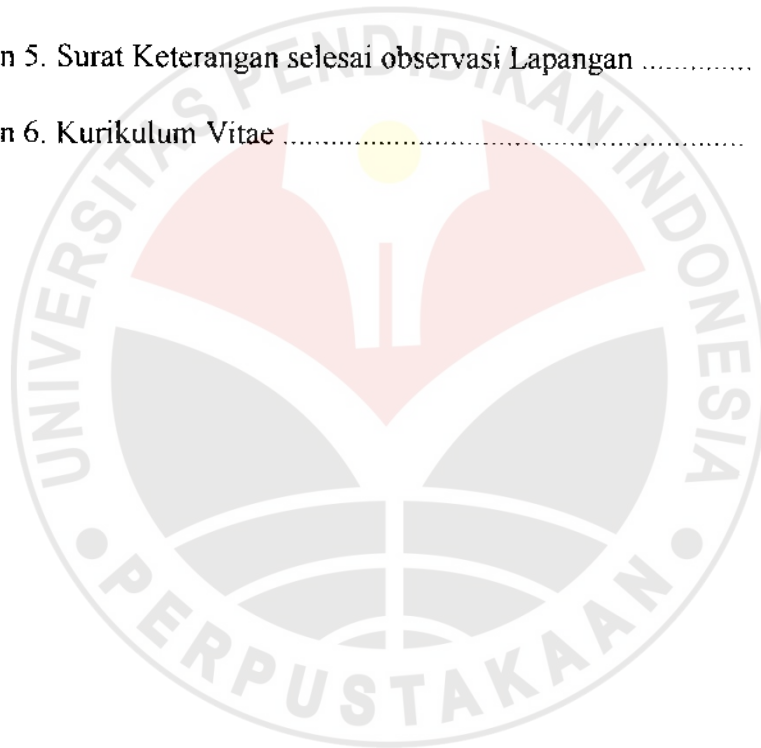 n 5. Surat Keterangan selesai observasi Lapangan .............
n 6. Kurikulum Vitae ......................................................
UNIVERSITAS PENDIDIKAN INDONESIA
PERPUSTAKAAN